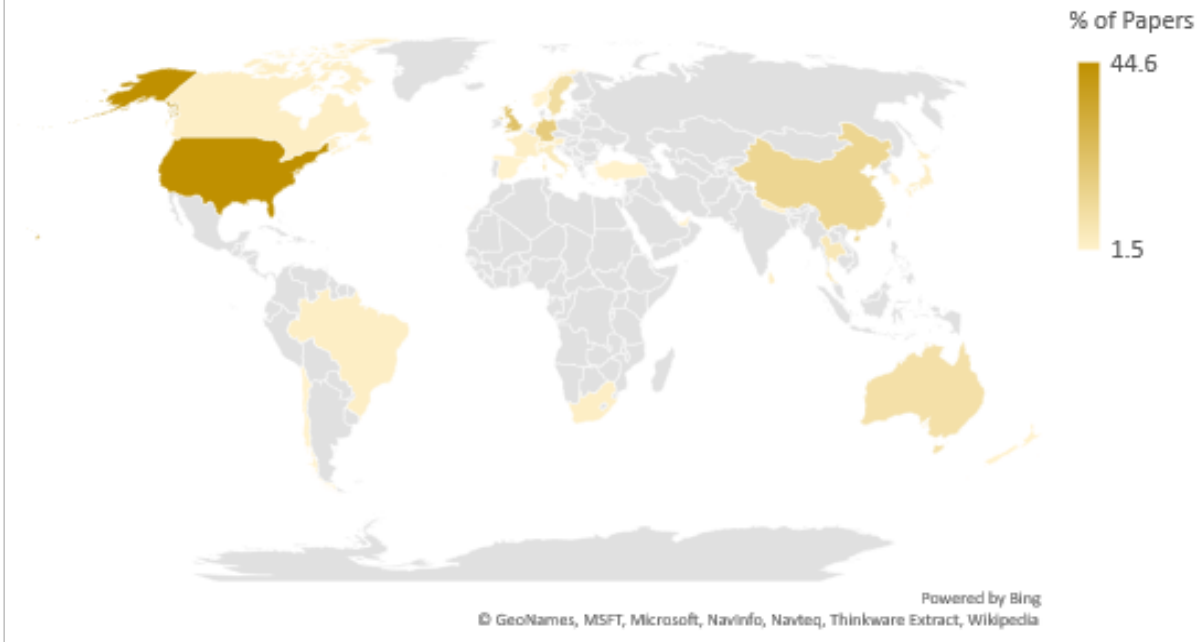 % of Papers
44.6
1.5
Powered by Bing
© GeoNames, MSFT, Microsoft, NavInfo, Navteq, Thinkware Extract, Wikipedia